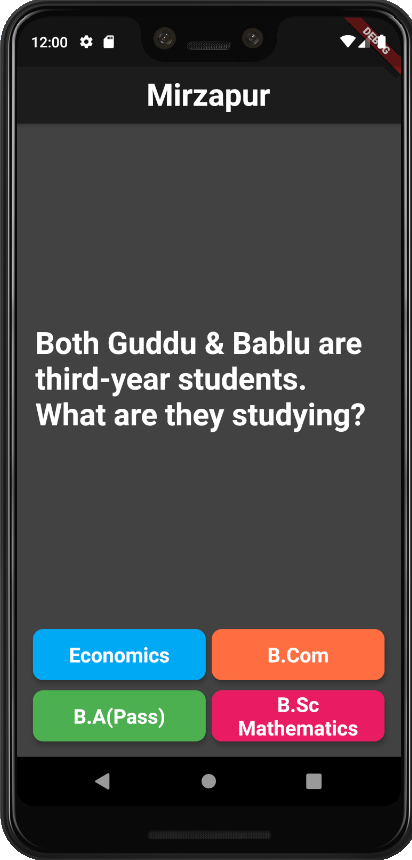 12:00
DEBUG
Mirzapur
Both Guddu & Bablu are
third-year students.
What are they studying?
Economics
B.Com
B.A(Pass)
B.Sc
Mathematics